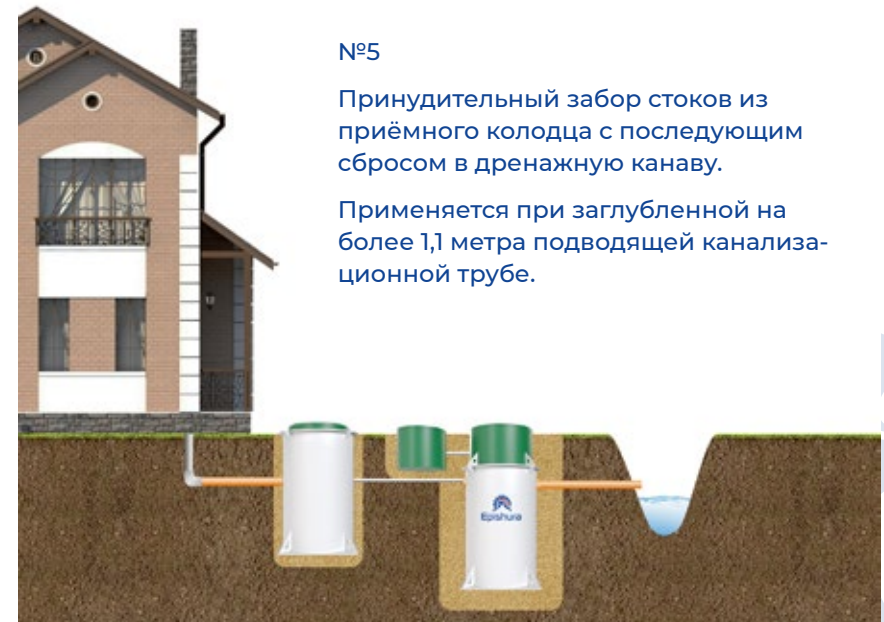 №5
Принудительный забор стоков из
приёмного колодца с последующим
сбросом в дренажную канаву.
Применяется при заглубленной на
более 1,1 метра подводящей канализа-
ционной трубе.
Epishura